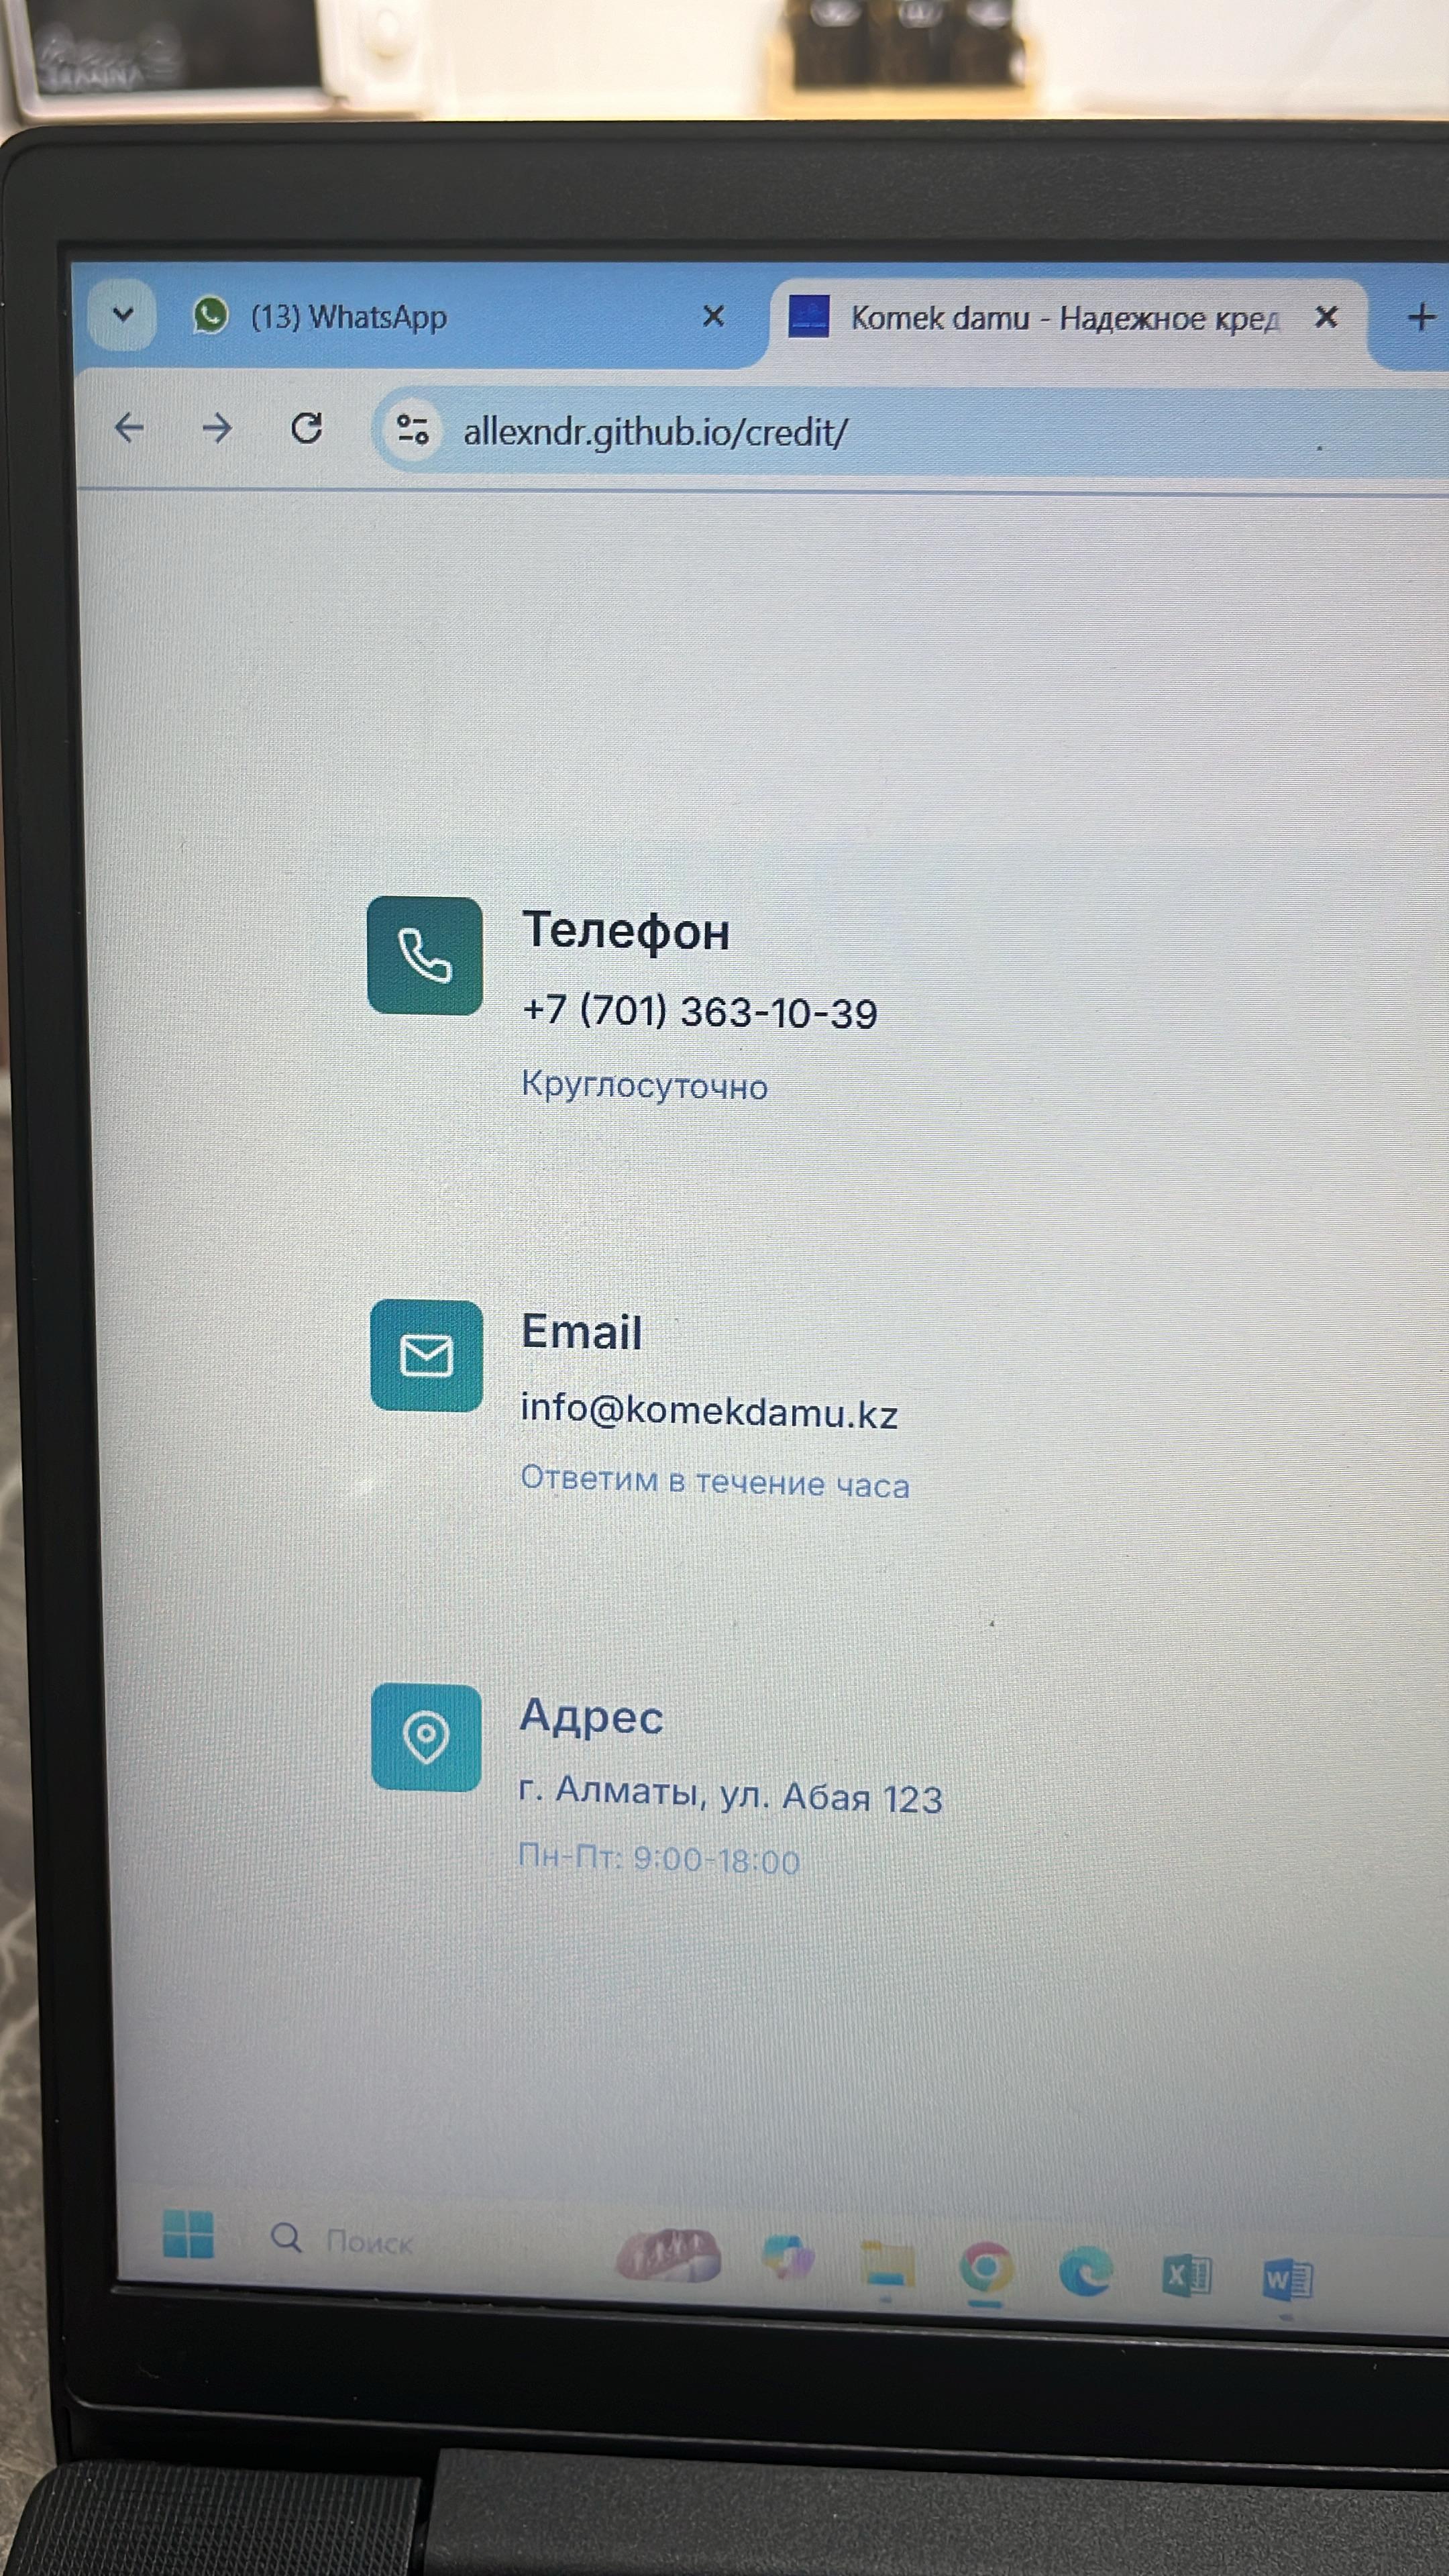 (13) WhatsApp
Komek damu - Надежное кред
allexndr.github.io/credit/
Телефон
+7 (701) 363-10-39
Круглосуточно
Email
info@komekdamu.kz
Ответим в течение часа
Адрес
г. Алматы, ул. Абая 123
Пн-Пт: 9:00-18:00
Поиск